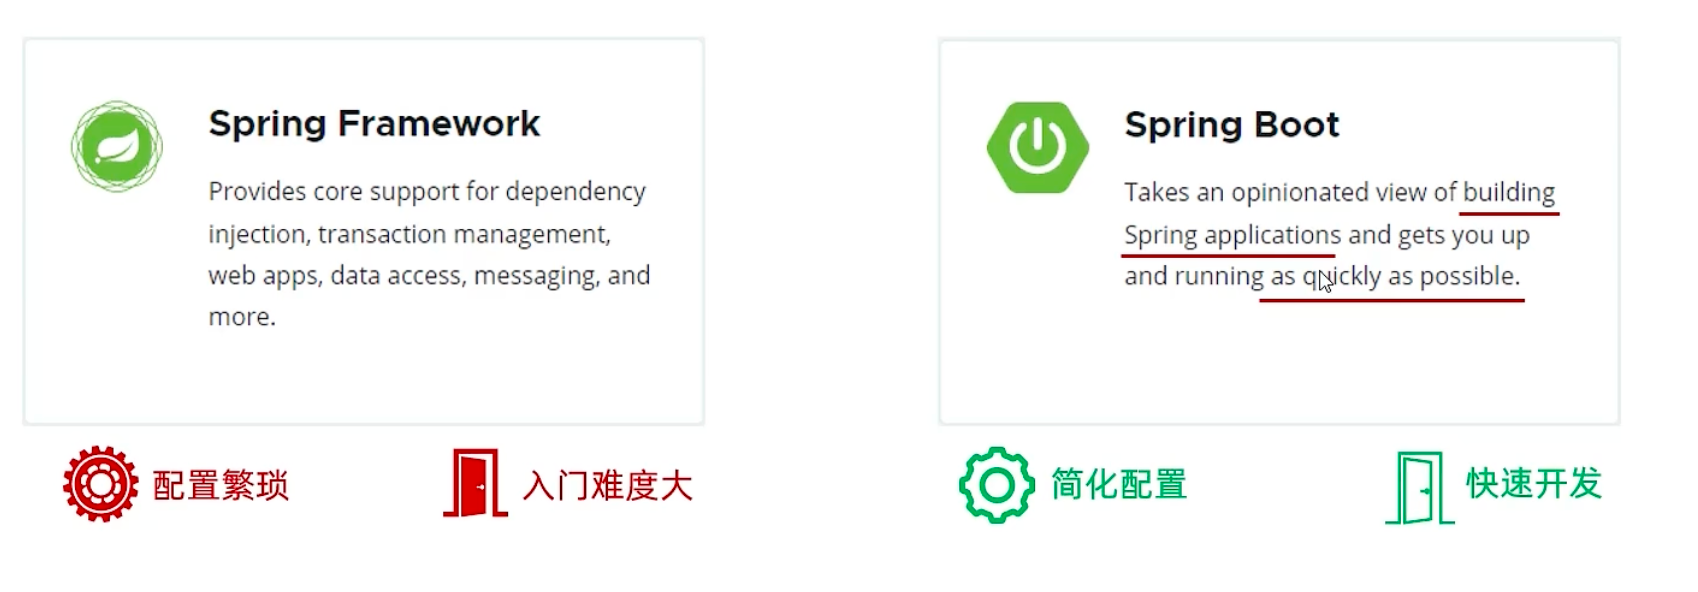 Spring Framework
Provides core support for dependency
injection, transaction management,
web apps, data access, messaging, and
more.
配置繁琐
入门难度大
Spring Boot
Takes an opinionated view of building
Spring applications and gets you up
and running as quickly as possible.
简化配置
快速开发